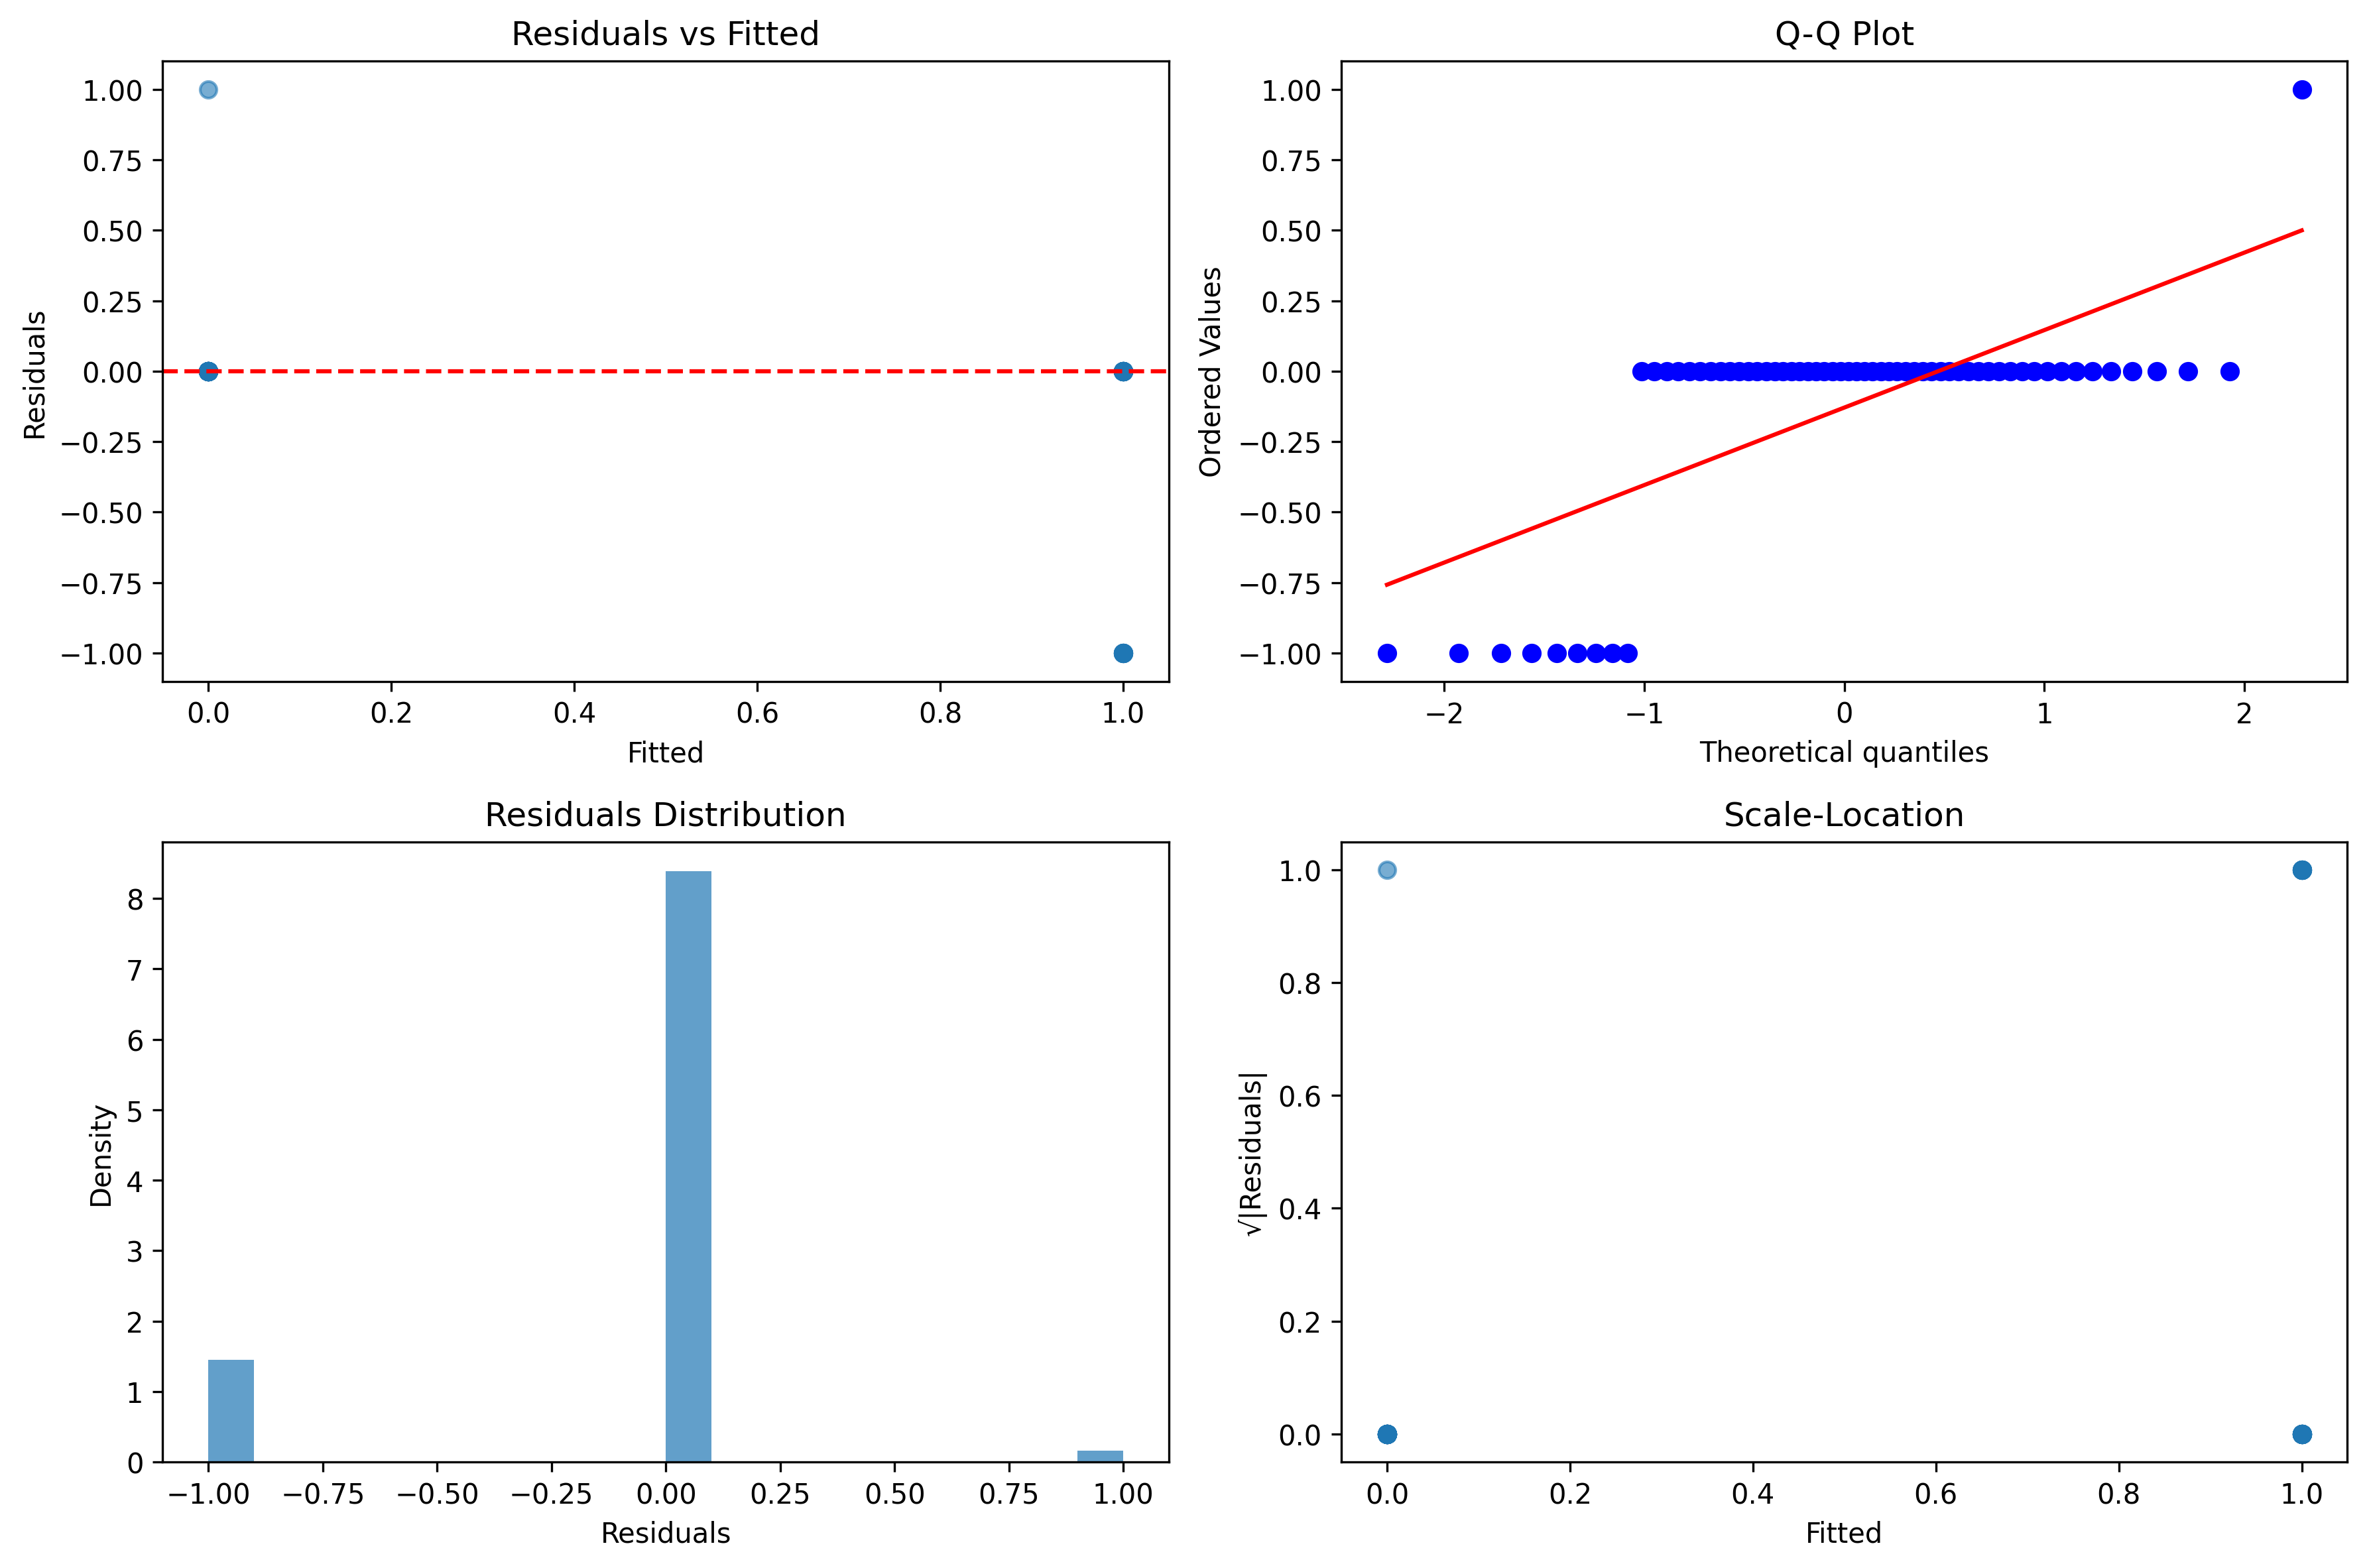 Residuals vs Fitted
1.00
0.75
0.50
0.25
0.00
−0.25
−0.50
−0.75
−1.00
Residuals
0.0 0.2 0.4 0.6 0.8 1.0
Fitted
Q-Q Plot
1.00
0.75
0.50
0.25
0.00
−0.25
−0.50
−0.75
−1.00
Ordered Values
−2 −1 0 1 2
Theoretical quantiles
Residuals Distribution
8
7
6
5
4
3
2
1
0
Density
−1.00 −0.75 −0.50 −0.25 0.00 0.25 0.50 0.75 1.00
Residuals
Scale-Location
1.0
0.8
0.6
0.4
0.2
0.0
√|Residuals|
0.0 0.2 0.4 0.6 0.8 1.0
Fitted